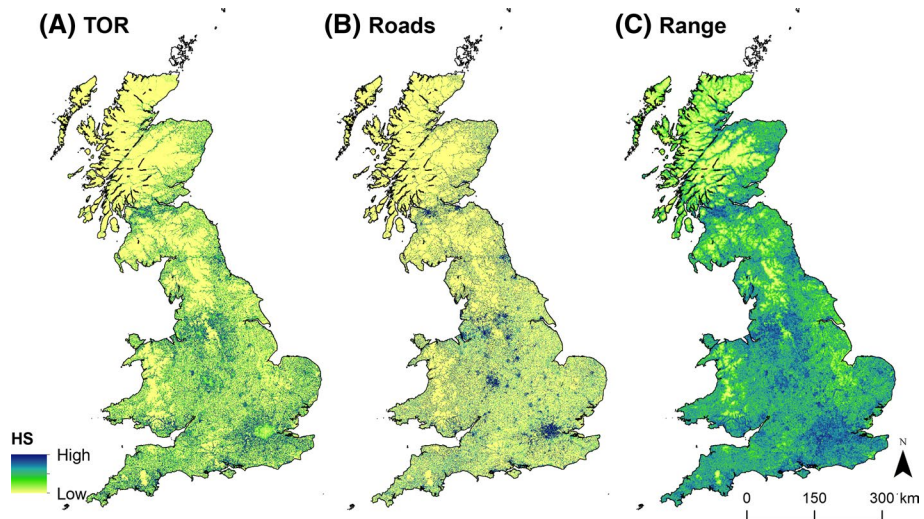 (A) TOR
(B) Roads
(C) Range
HS
High
Low
N
0 150 300 km